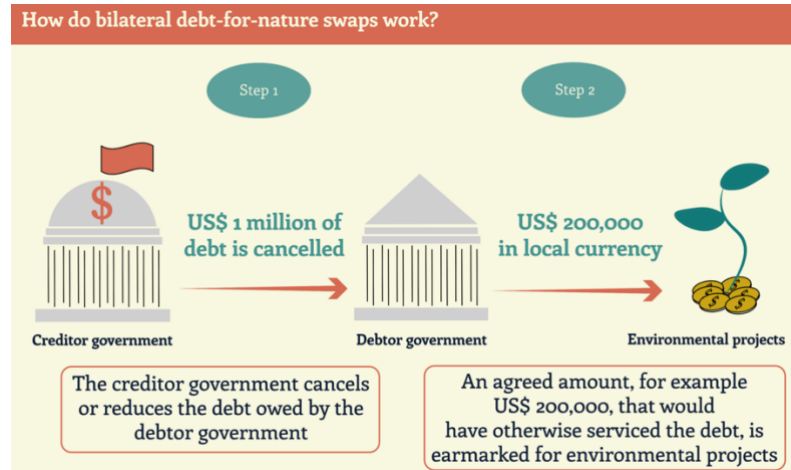 How do bilateral debt-for-nature swaps work?
Step 1
Step 2
$
US$ 1 million of
debt is cancelled
US$ 200,000
in local currency
$
$
$
$
$
$
Creditor government
Debtor government
Environmental projects
The creditor government cancels
or reduces the debt owed by the
debtor government
An agreed amount, for example
US$ 200,000, that would
have otherwise serviced the debt, is
earmarked for environmental projects